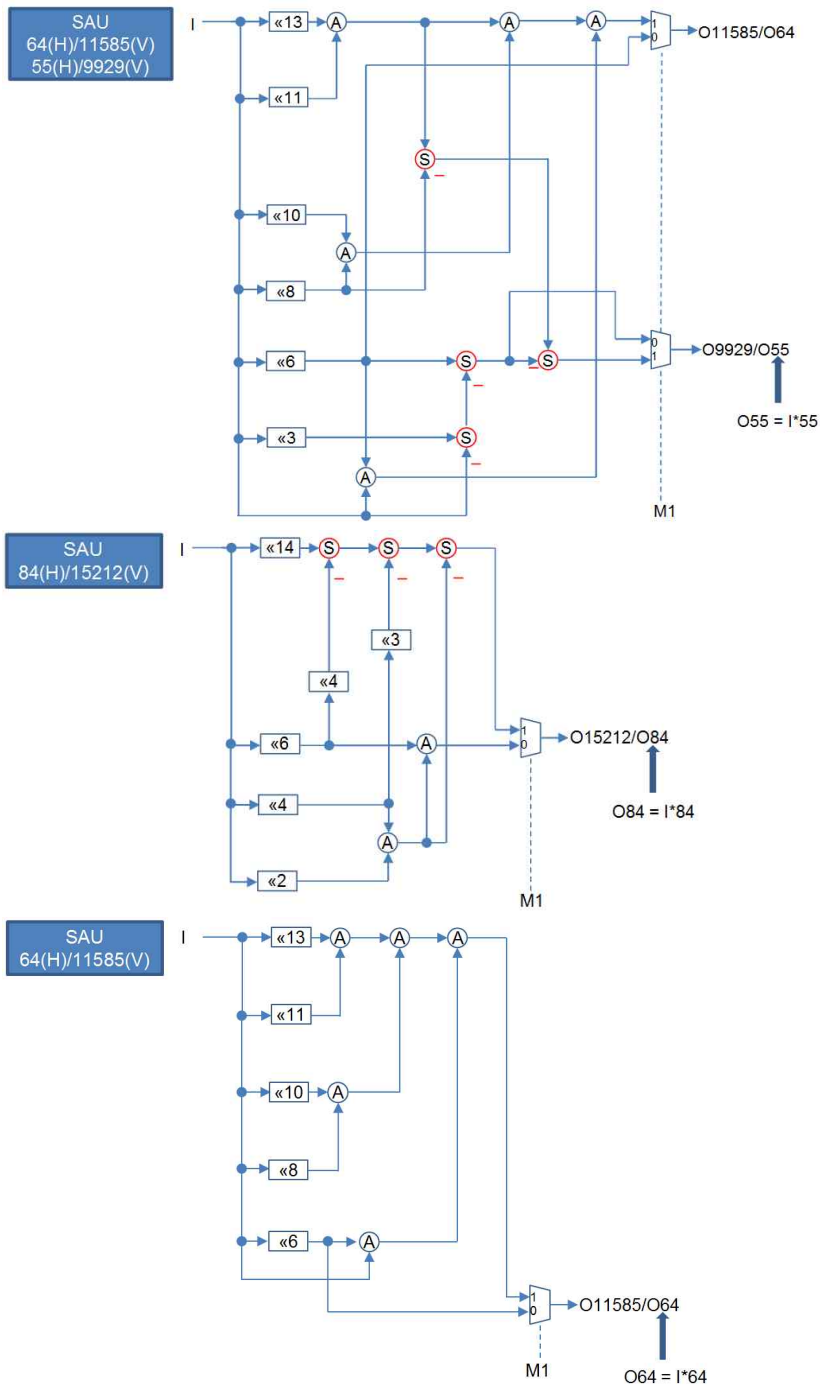 SAU
64(H)/11585(V)
55(H)/9929(V)
I
«13
A
A
A
1
0
O11585/O64
«11
S
–
«10
A
«8
«6
S
–
S
–
0
1
O9929/O55
«3
S
–
O55 = I*55
A
M1
SAU
84(H)/15212(V)
I
«14
S
S
S
–
–
–
«3
«4
«6
A
1
0
O15212/O84
«4
A
O84 = I*84
«2
M1
SAU
64(H)/11585(V)
I
«13
A
A
A
«11
«10
A
«8
«6
A
1
0
O11585/O64
M1
O64 = I*64